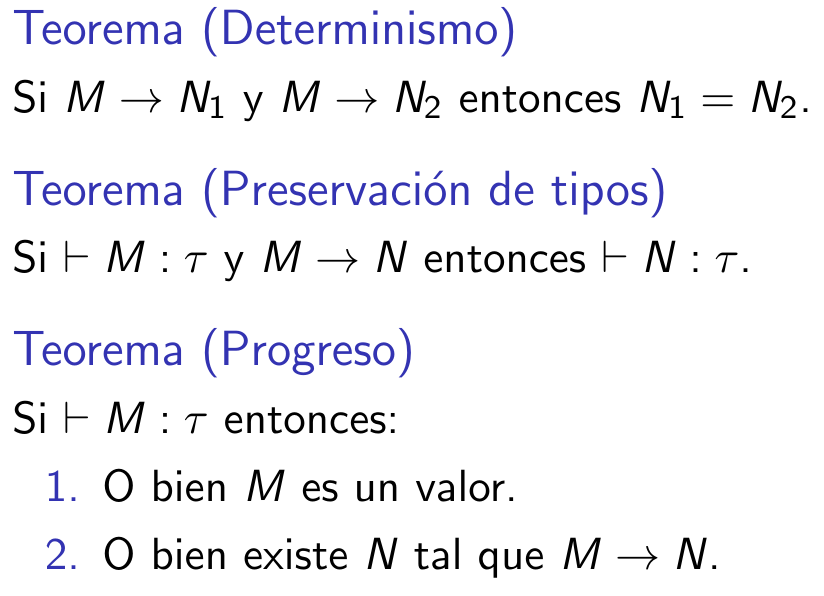 Teorema (Determinismo)
Si M → N₁ y M → N₂ entonces N₁ = N₂.
Teorema (Preservación de tipos)
Si ⊢ M : τ y M → N entonces ⊢ N : τ.
Teorema (Progreso)
Si ⊢ M : τ entonces:
1. O bien M es un valor.
2. O bien existe N tal que M → N.